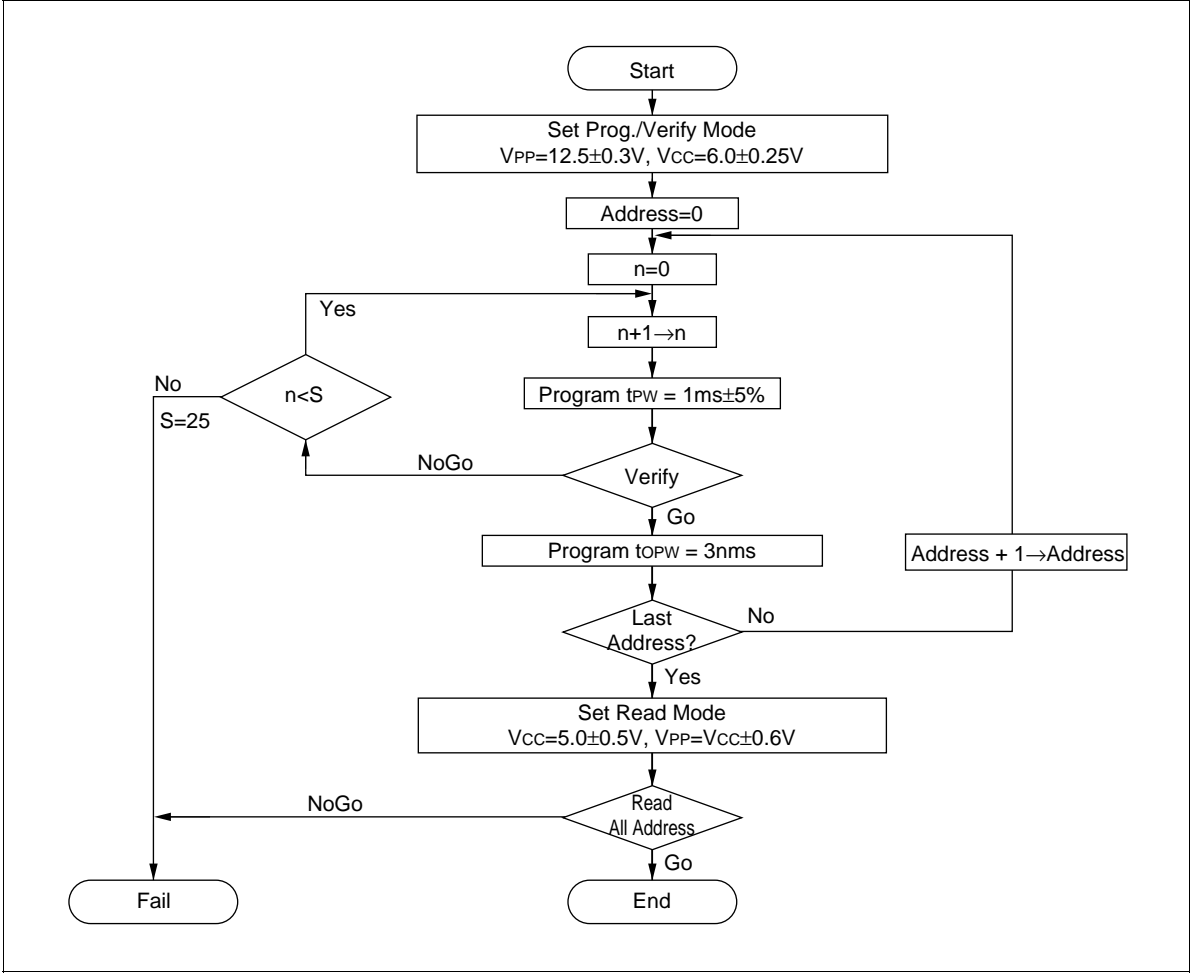 Start
Set Prog./Verify Mode
VPP=12.5±0.3V, VCC=6.0±0.25V
Address=0
n=0
Yes
n+1→n
No
n<S
Program tPW = 1ms±5%
S=25
NoGo
Verify
Go
Program tOPW = 3nms
Address + 1→Address
Last
Address?
No
Yes
Set Read Mode
VCC=5.0±0.5V, VPP=VCC±0.6V
NoGo
Read
All Address
Go
Fail
End